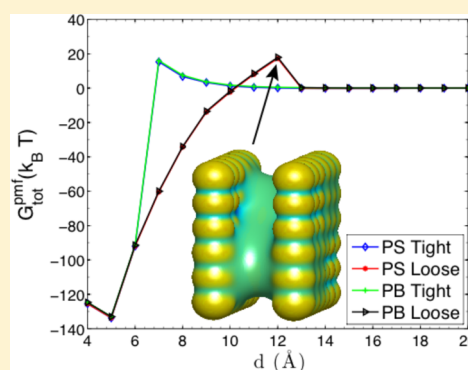 G_tot^pmf (k_B T)
20
0
−20
−40
−60
−80
−100
−120
−140
4 6 8 10 12 14 16 18 20
d (Å)
PS Tight
PS Loose
PB Tight
PB Loose